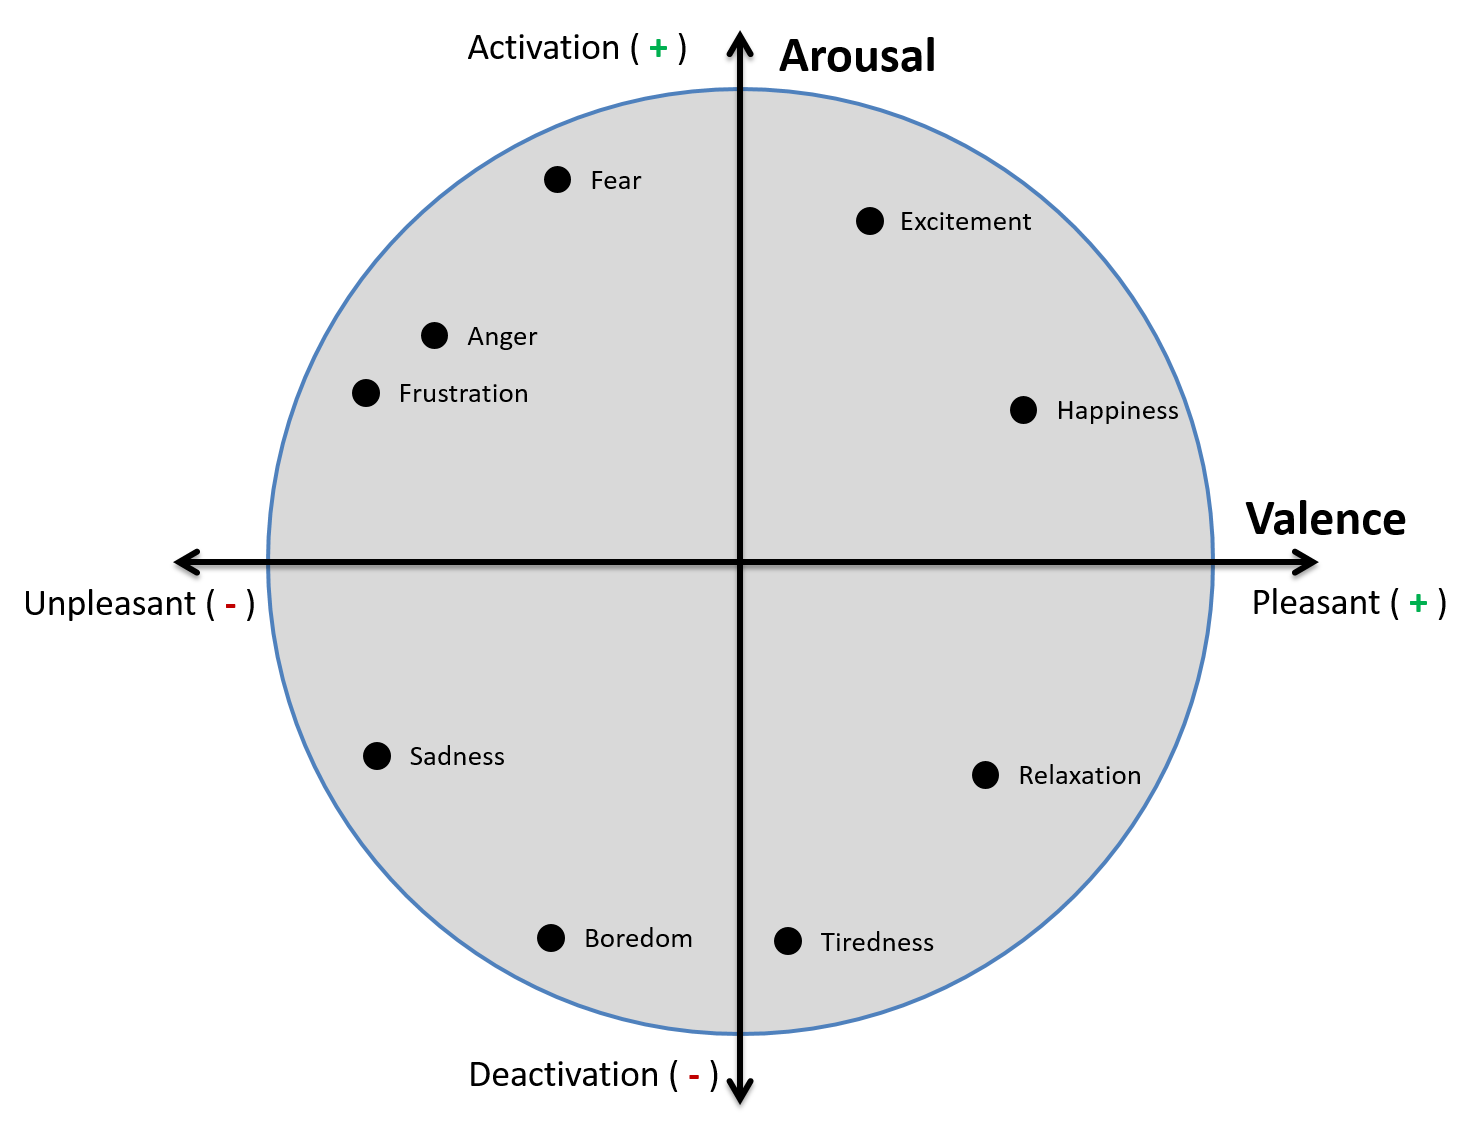 Activation ( + )
Arousal
Fear
Excitement
Anger
Frustration
Happiness
Valence
Unpleasant ( - )
Pleasant ( + )
Sadness
Relaxation
Boredom
Tiredness
Deactivation ( - )